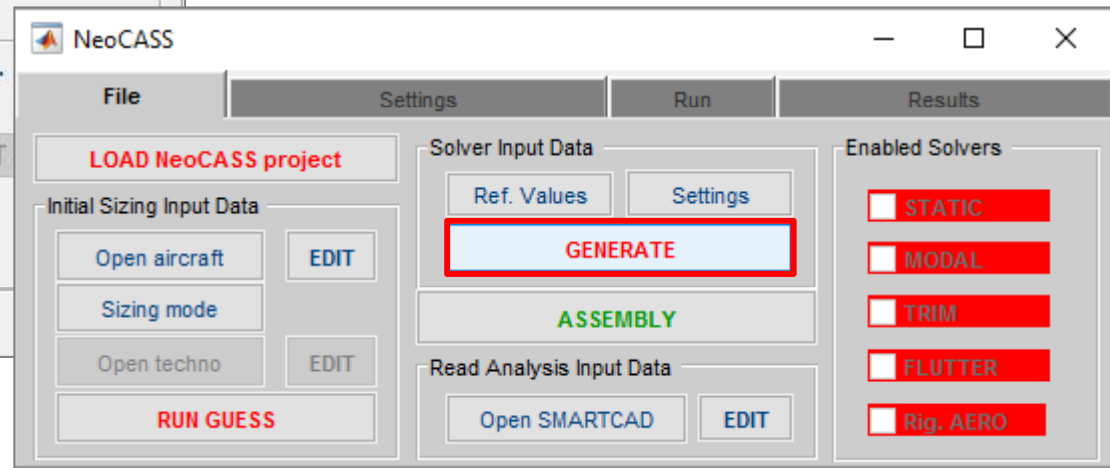 NeoCASS
File
Settings
Run
Results
LOAD NeoCASS project
Initial Sizing Input Data
Open aircraft
EDIT
Sizing mode
Open techno
EDIT
RUN GUESS
Solver Input Data
Ref. Values
Settings
GENERATE
ASSEMBLY
Read Analysis Input Data
Open SMARTCAD
EDIT
Enabled Solvers
STATIC
MODAL
TRIM
FLUTTER
Rig. AERO